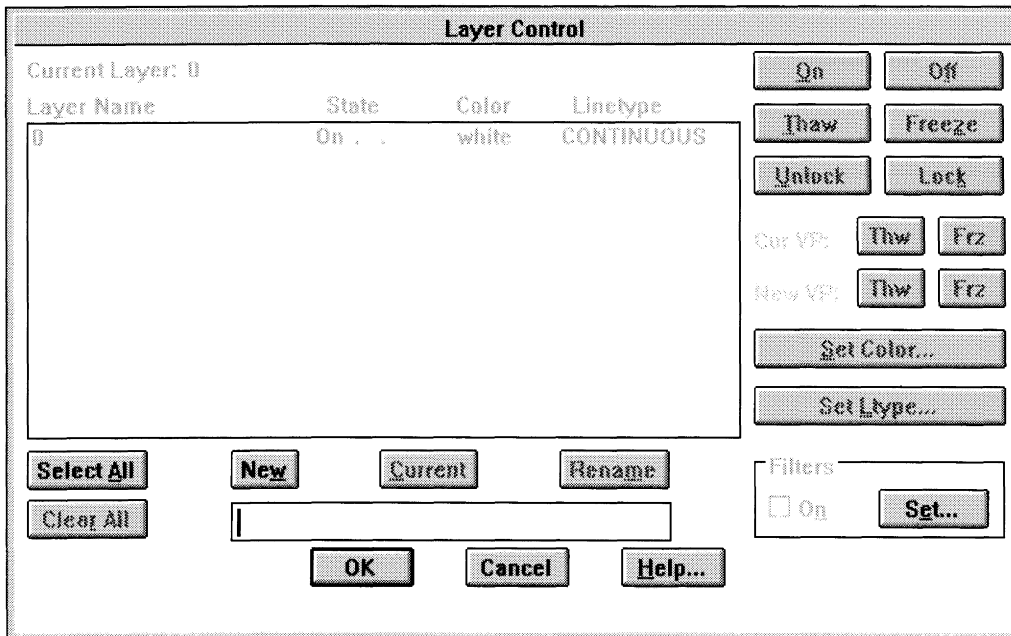 Layer Control
Current Layer: 0
Layer Name State Color Linetype
0 On . . white CONTINUOUS
On Off
Thaw Freeze
Unlock Lock
Cur VP: Thw Frz
New VP: Thw Frz
Set Color...
Set Ltype...
Select All New Current Rename
Clear All
Filters
On Set...
OK Cancel Help...